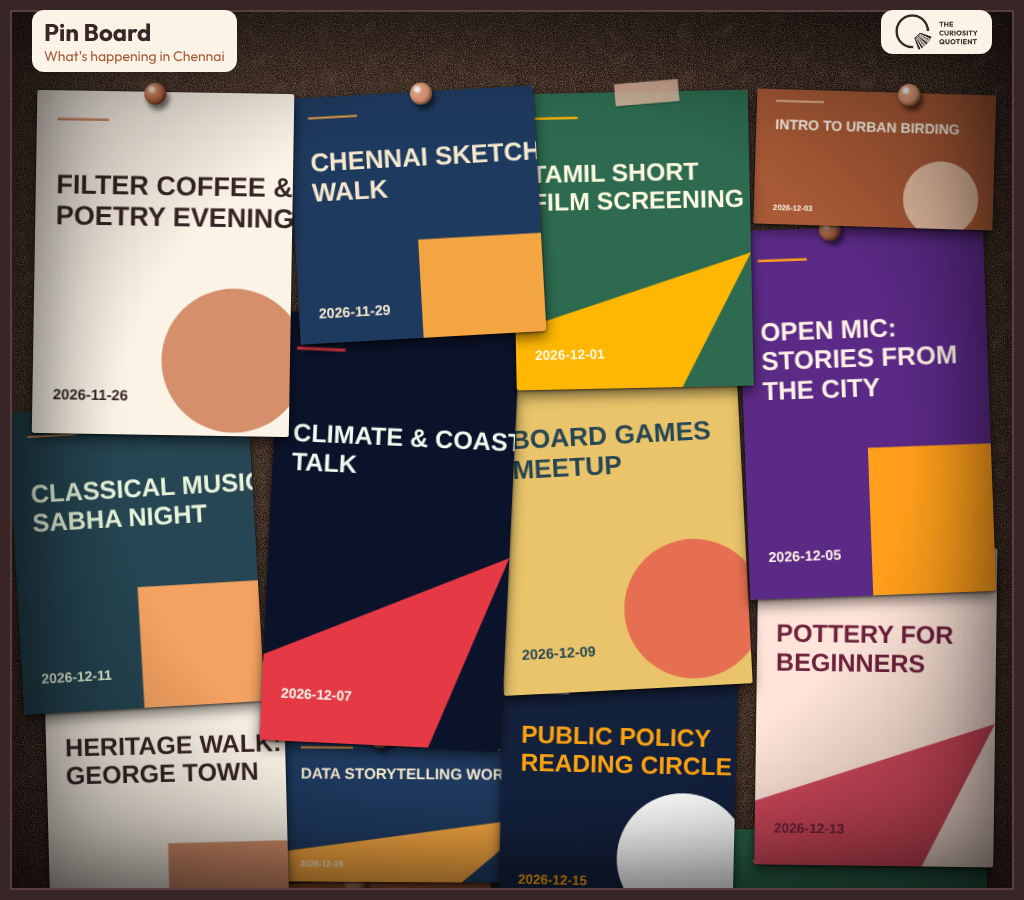 Pin Board
What's happening in Chennai
THE
CURIOSITY
QUOTIENT
FILTER COFFEE &
POETRY EVENING
2026-11-26
CHENNAI SKETCH
WALK
2026-11-29
TAMIL SHORT
FILM SCREENING
2026-12-01
INTRO TO URBAN BIRDING
2026-12-03
OPEN MIC:
STORIES FROM
THE CITY
2026-12-05
CLASSICAL MUSIC
SABHA NIGHT
2026-12-11
CLIMATE & COAST
TALK
2026-12-07
BOARD GAMES
MEETUP
2026-12-09
POTTERY FOR
BEGINNERS
2026-12-13
HERITAGE WALK:
GEORGE TOWN
DATA STORYTELLING WOR
2026-12-19
PUBLIC POLICY
READING CIRCLE
2026-12-15